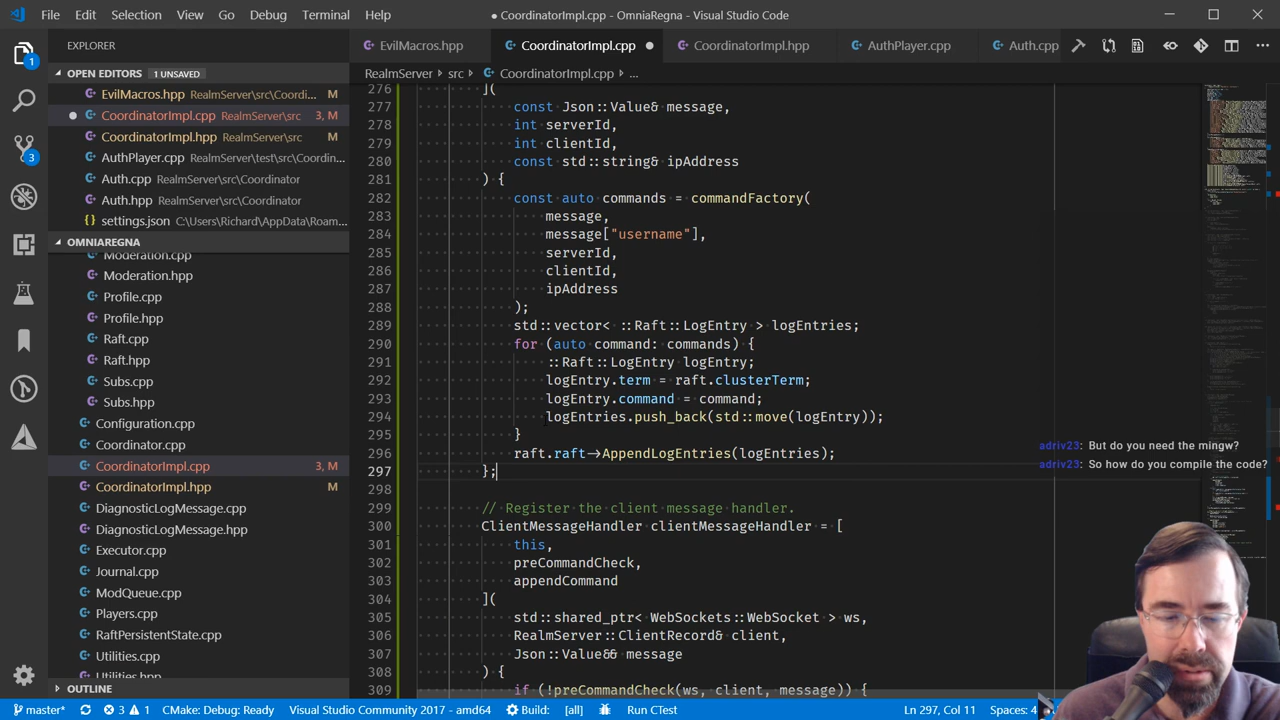 File Edit Selection View Go Debug Terminal Help
● CoordinatorImpl.cpp - OmniaRegna - Visual Studio Code
EXPLORER
EvilMacros.hpp CoordinatorImpl.cpp CoordinatorImpl.hpp AuthPlayer.cpp Auth.cpp
OPEN EDITORS 1 UNSAVED
RealmServer > src > CoordinatorImpl.cpp > ...
EvilMacros.hpp RealmServer\src\Coordi... M
CoordinatorImpl.cpp RealmServer\src 3, M
CoordinatorImpl.hpp RealmServer\src M
AuthPlayer.cpp RealmServer\test\src\Coordin...
Auth.cpp RealmServer\src\Coordinator
Auth.hpp RealmServer\src\Coordinator
settings.json C:\Users\Richard\AppData\Roam...
OMNIAREGNA
Moderation.cpp
Moderation.hpp
Profile.cpp
Profile.hpp
Raft.cpp
Raft.hpp
Subs.cpp
Subs.hpp
Configuration.cpp
Coordinator.cpp
CoordinatorImpl.cpp 3, M
CoordinatorImpl.hpp M
DiagnosticLogMessage.cpp
DiagnosticLogMessage.hpp
Executor.cpp
Journal.cpp
ModQueue.cpp
Players.cpp
RaftPersistentState.cpp
Utilities.cpp
Utilities.hpp
OUTLINE
276 ](
277 const Json::Value& message,
278 int serverId,
279 int clientId,
280 const std::string& ipAddress
281 ) {
282 const auto commands = commandFactory(
283 message,
284 message["username"],
285 serverId,
286 clientId,
287 ipAddress
288 );
289 std::vector< ::Raft::LogEntry > logEntries;
290 for (auto command: commands) {
291 ::Raft::LogEntry logEntry;
292 logEntry.term = raft.clusterTerm;
293 logEntry.command = command;
294 logEntries.push_back(std::move(logEntry));
295 }
296 raft.raft->AppendLogEntries(logEntries);
297 };
298
299 // Register the client message handler.
300 ClientMessageHandler clientMessageHandler = [
301 this,
302 preCommandCheck,
303 appendCommand
304 ](
305 std::shared_ptr< WebSockets::WebSocket > ws,
306 RealmServer::ClientRecord& client,
307 Json::Value&& message
308 ) {
309 if (!preCommandCheck(ws, client, message)) {
adriv23: But do you need the mingw?
adriv23: So how do you compile the code?
1
3
master* 3 1 CMake: Debug: Ready Visual Studio Community 2017 - amd64 Build: [all] Run CTest Ln 297, Col 11 Spaces: 4